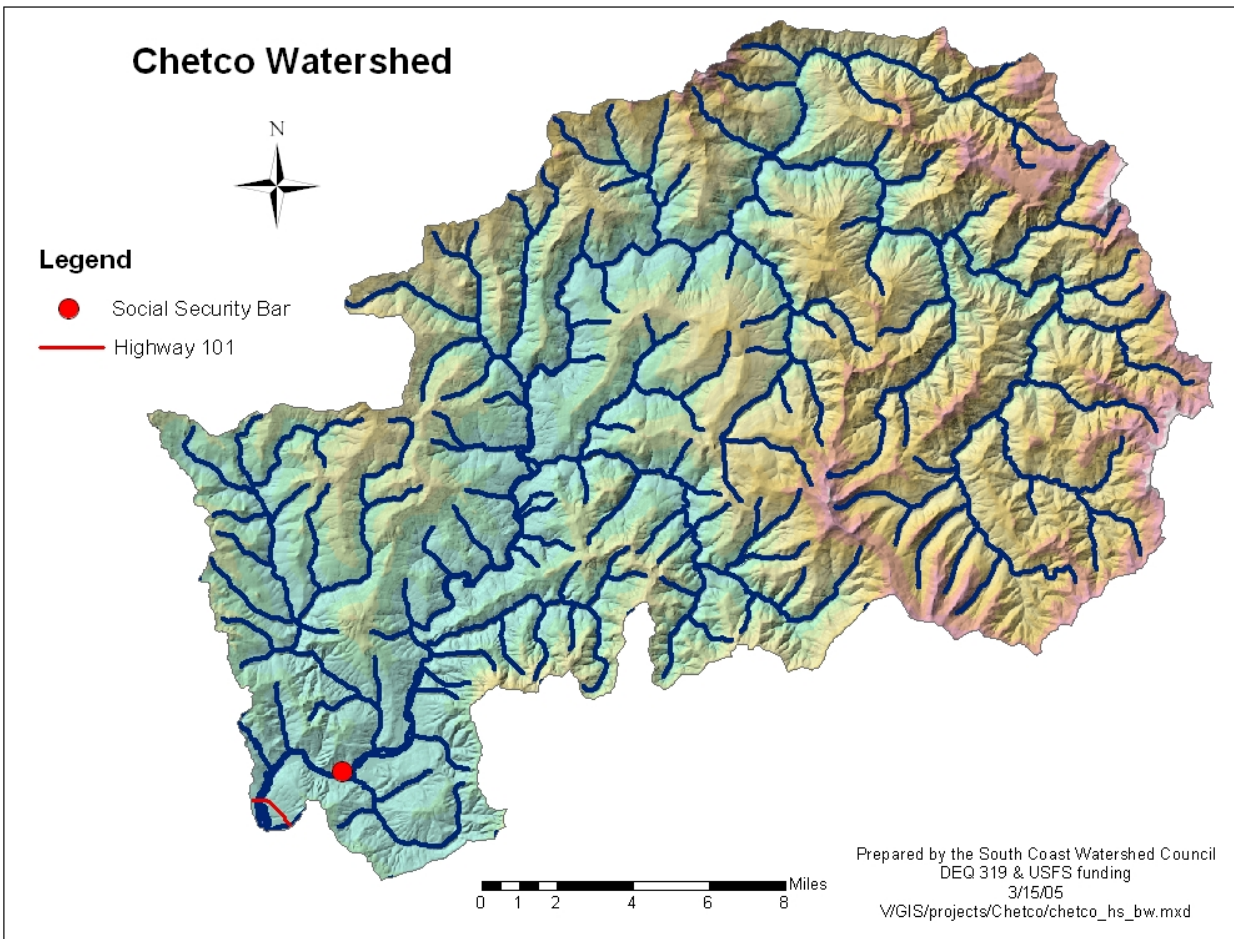 Chetco Watershed
N
Legend
Social Security Bar
Highway 101
Miles
0 1 2 4 6 8
Prepared by the South Coast Watershed Council
DEQ 319 & USFS funding
3/15/05
V/GIS/projects/Chetco/chetco_hs_bw.mxd